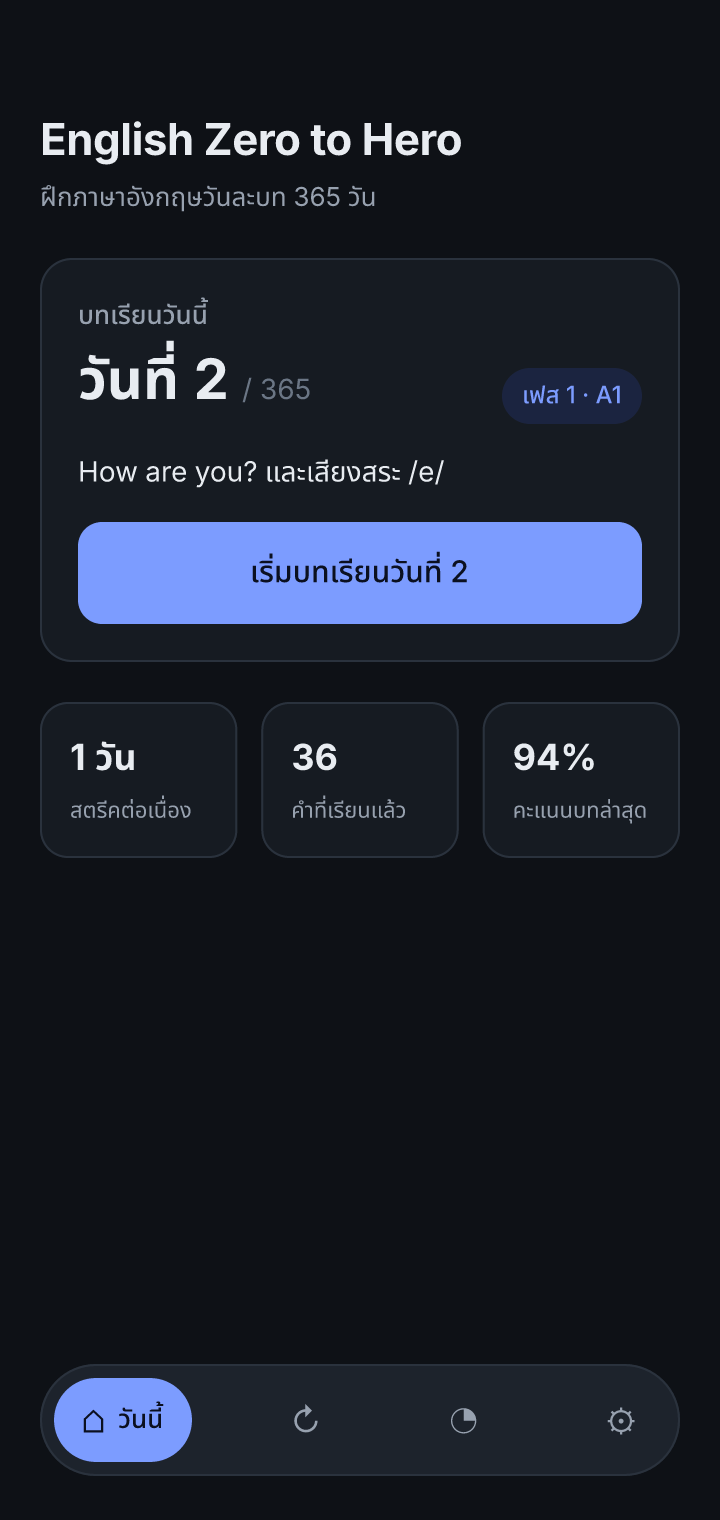 English Zero to Hero
ฝึกภาษาอังกฤษวันละบท 365 วัน
บทเรียนวันนี้
วันที่ 2 / 365
เฟส 1 · A1
How are you? และเสียงสระ /e/
เริ่มบทเรียนวันที่ 2
1 วัน
สตรีคต่อเนื่อง
36
คำที่เรียนแล้ว
94%
คะแนนบทล่าสุด
วันนี้